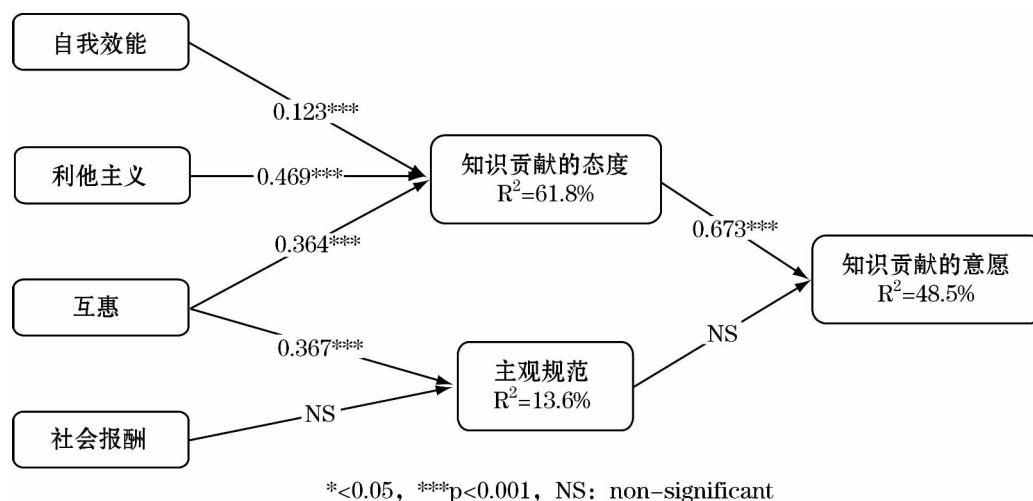 自我效能
0.123***
利他主义
0.469***
知识贡献的态度
R²=61.8%
0.364***
0.673***
互惠
知识贡献的意愿
R²=48.5%
0.367***
NS
主观规范
R²=13.6%
社会报酬
NS
*<0.05, ***p<0.001, NS: non-significant